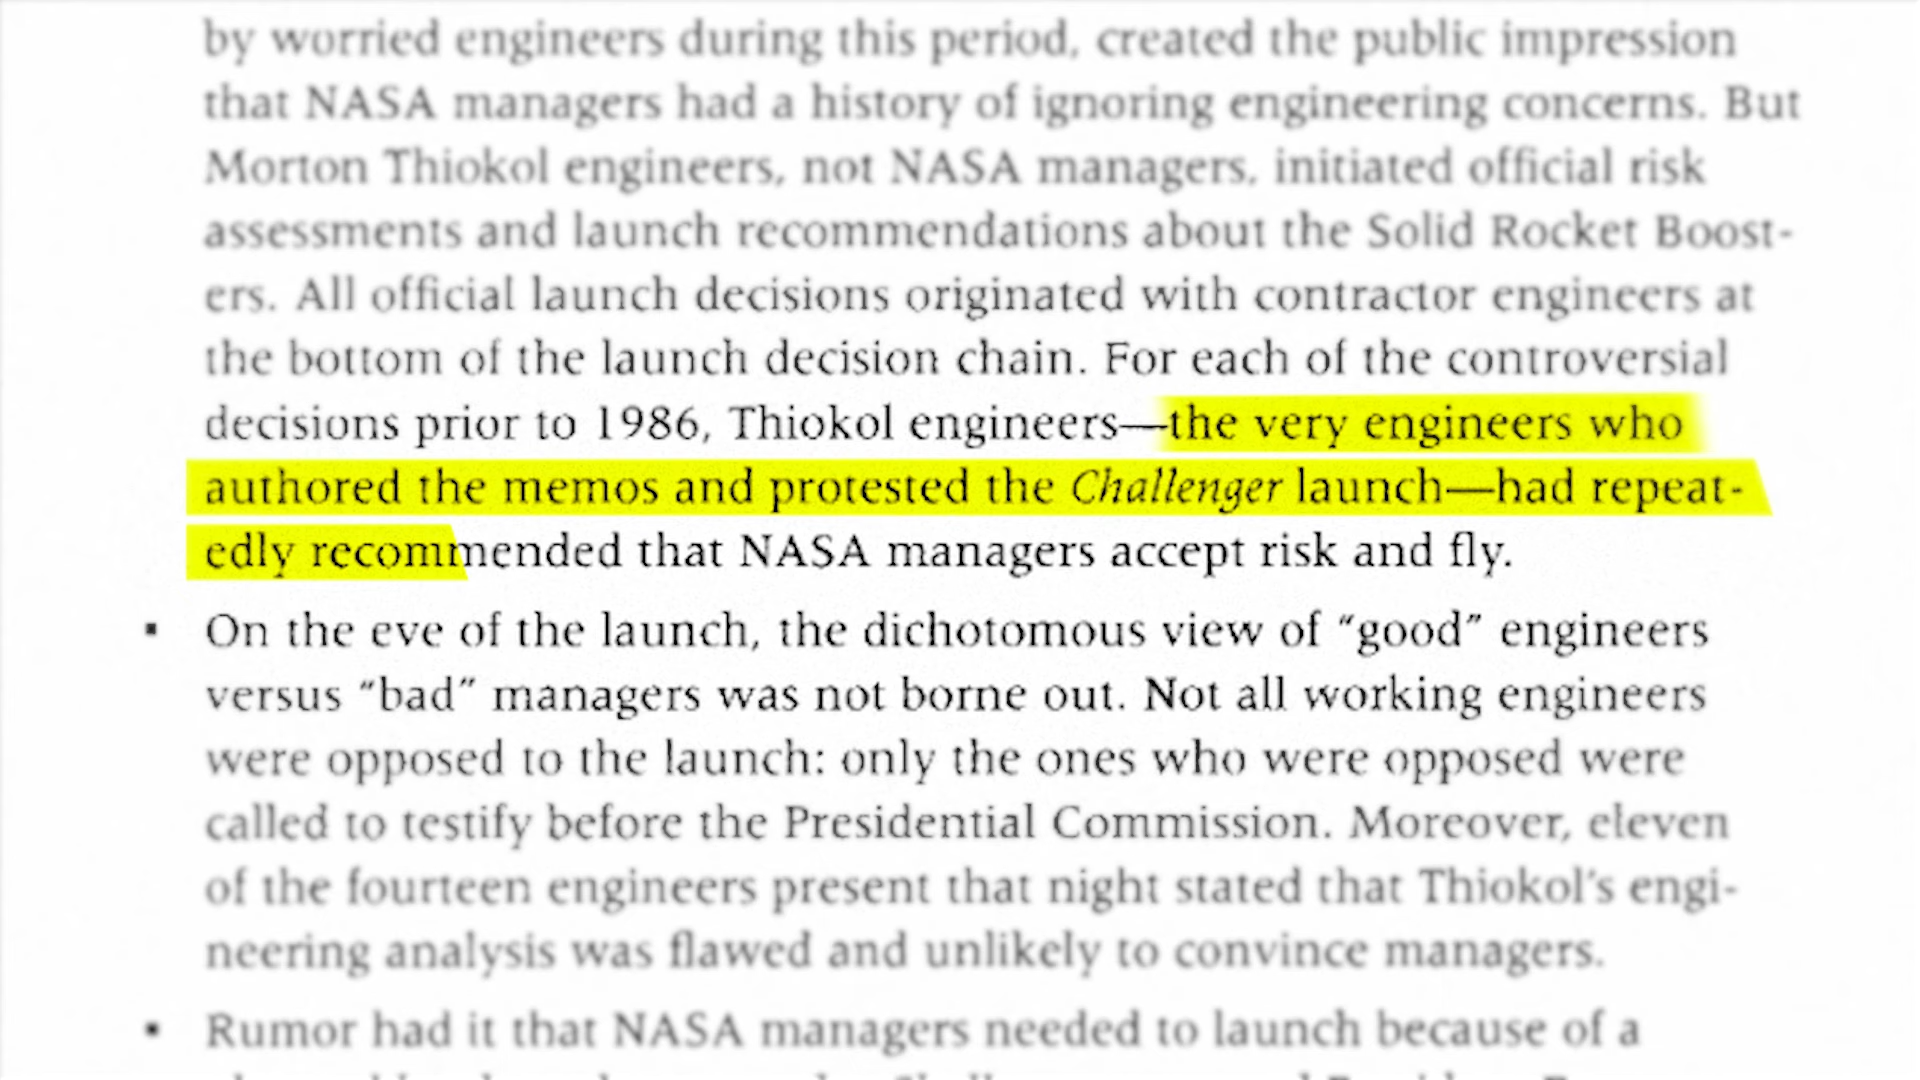 by worried engineers during this period, created the public impression
that NASA managers had a history of ignoring engineering concerns. But
Morton Thiokol engineers, not NASA managers, initiated official risk
assessments and launch recommendations about the Solid Rocket Boost-
ers. All official launch decisions originated with contractor engineers at
the bottom of the launch decision chain. For each of the controversial
decisions prior to 1986, Thiokol engineers—the very engineers who
authored the memos and protested the Challenger launch—had repeat-
edly recommended that NASA managers accept risk and fly.
▪ On the eve of the launch, the dichotomous view of “good” engineers
versus “bad” managers was not borne out. Not all working engineers
were opposed to the launch: only the ones who were opposed were
called to testify before the Presidential Commission. Moreover, eleven
of the fourteen engineers present that night stated that Thiokol’s engi-
neering analysis was flawed and unlikely to convince managers.
▪ Rumor had it that NASA managers needed to launch because of a